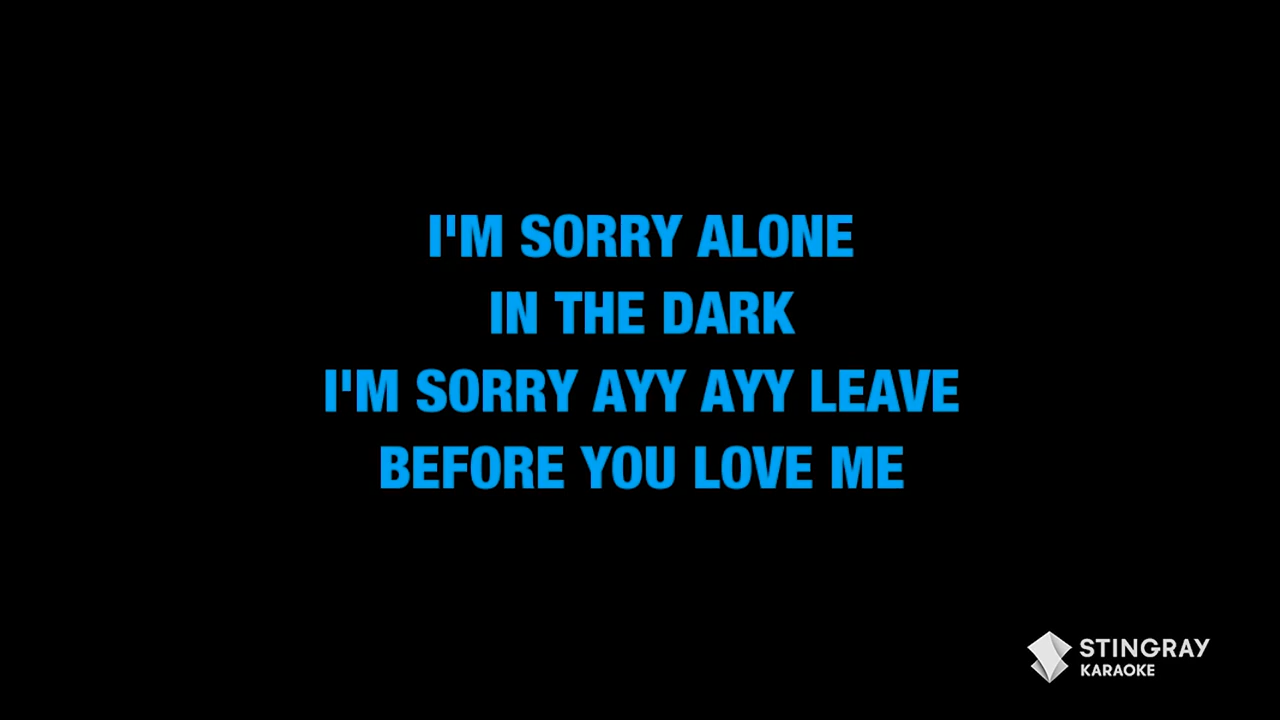 I'M SORRY ALONE
IN THE DARK
I'M SORRY AYY AYY LEAVE
BEFORE YOU LOVE ME
STINGRAY
KARAOKE